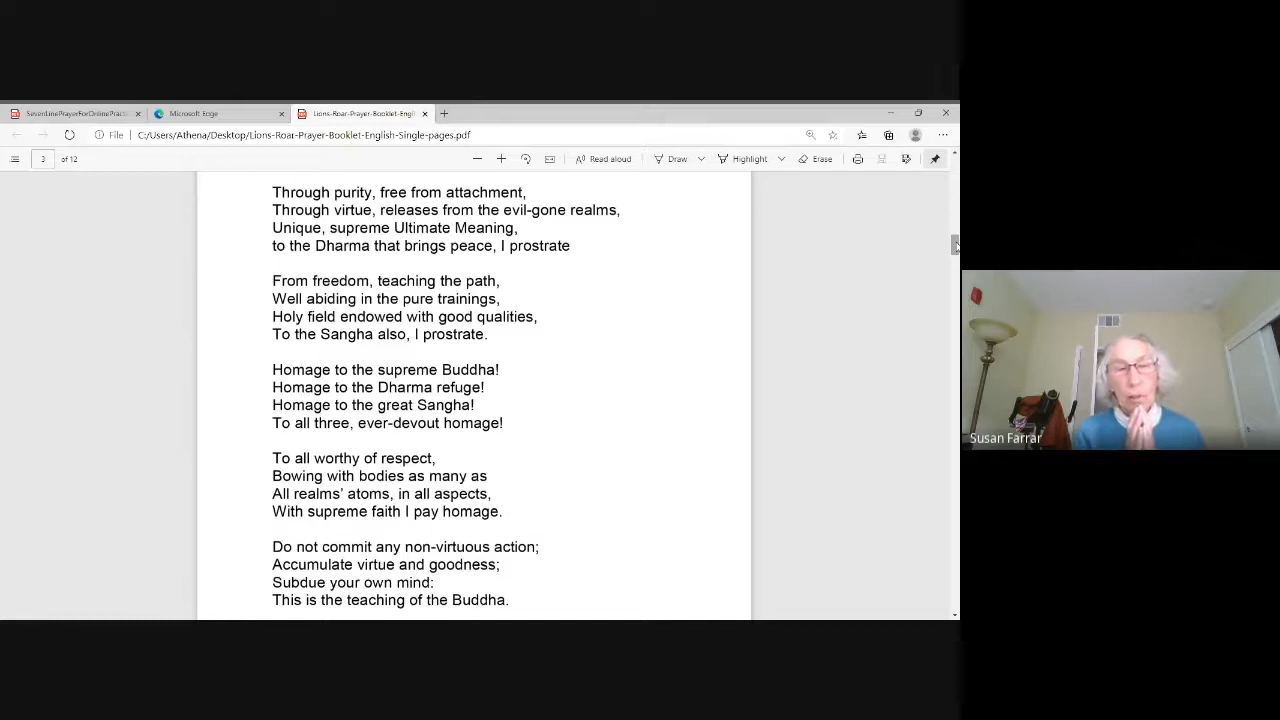 SevenLinePrayerForOnlinePract
Microsoft Edge
Lions-Roar-Prayer-Booklet-Engli
File
C:/Users/Athena/Desktop/Lions-Roar-Prayer-Booklet-English-Single-pages.pdf
3 of 12
Read aloud
Draw
Highlight
Erase
Through purity, free from attachment,
Through virtue, releases from the evil-gone realms,
Unique, supreme Ultimate Meaning,
to the Dharma that brings peace, I prostrate
From freedom, teaching the path,
Well abiding in the pure trainings,
Holy field endowed with good qualities,
To the Sangha also, I prostrate.
Homage to the supreme Buddha!
Homage to the Dharma refuge!
Homage to the great Sangha!
To all three, ever-devout homage!
To all worthy of respect,
Bowing with bodies as many as
All realms' atoms, in all aspects,
With supreme faith I pay homage.
Do not commit any non-virtuous action;
Accumulate virtue and goodness;
Subdue your own mind:
This is the teaching of the Buddha.
Susan Farrar